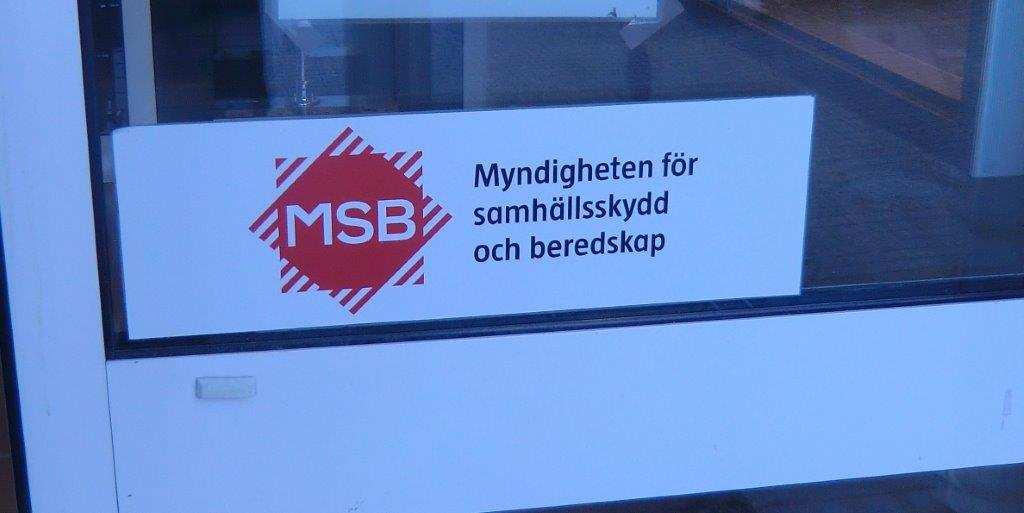 MSB
Myndigheten för
samhällsskydd
och beredskap